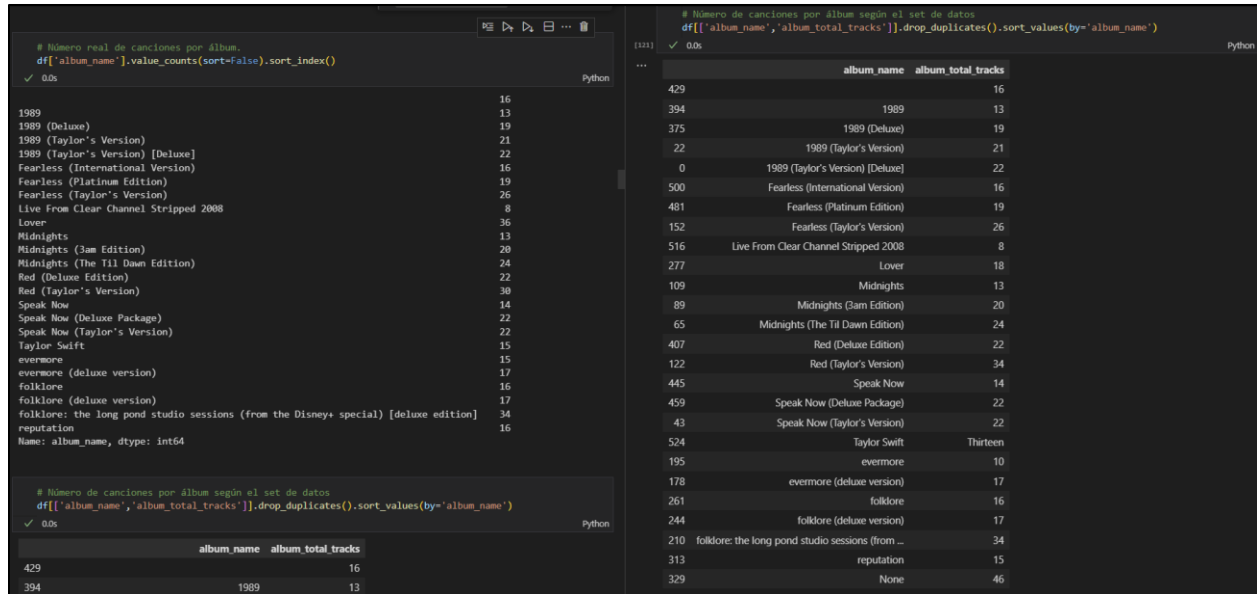 # Número real de canciones por álbum.
df['album_name'].value_counts(sort=False).sort_index()
0.0s Python
16
1989 13
1989 (Deluxe) 19
1989 (Taylor's Version) 21
1989 (Taylor's Version) [Deluxe] 22
Fearless (International Version) 16
Fearless (Platinum Edition) 19
Fearless (Taylor's Version) 26
Live From Clear Channel Stripped 2008 8
Lover 36
Midnights 13
Midnights (3am Edition) 20
Midnights (The Til Dawn Edition) 24
Red (Deluxe Edition) 22
Red (Taylor's Version) 30
Speak Now 14
Speak Now (Deluxe Package) 22
Speak Now (Taylor's Version) 22
Taylor Swift 15
evermore 15
evermore (deluxe version) 17
folklore 16
folklore (deluxe version) 17
folklore: the long pond studio sessions (from the Disney+ special) [deluxe edition] 34
reputation 16
Name: album_name, dtype: int64
# Número de canciones por álbum según el set de datos
df[['album_name','album_total_tracks']].drop_duplicates().sort_values(by='album_name')
0.0s Python
album_name album_total_tracks
429 16
394 1989 13
# Número de canciones por álbum según el set de datos
df[['album_name','album_total_tracks']].drop_duplicates().sort_values(by='album_name')
[121] 0.0s Python
...
album_name album_total_tracks
429 16
394 1989 13
375 1989 (Deluxe) 19
22 1989 (Taylor's Version) 21
0 1989 (Taylor's Version) [Deluxe] 22
500 Fearless (International Version) 16
481 Fearless (Platinum Edition) 19
152 Fearless (Taylor's Version) 26
516 Live From Clear Channel Stripped 2008 8
277 Lover 18
109 Midnights 13
89 Midnights (3am Edition) 20
65 Midnights (The Til Dawn Edition) 24
407 Red (Deluxe Edition) 22
122 Red (Taylor's Version) 34
445 Speak Now 14
459 Speak Now (Deluxe Package) 22
43 Speak Now (Taylor's Version) 22
524 Taylor Swift Thirteen
195 evermore 10
178 evermore (deluxe version) 17
261 folklore 16
244 folklore (deluxe version) 17
210 folklore: the long pond studio sessions (from ... 34
313 reputation 15
329 None 46